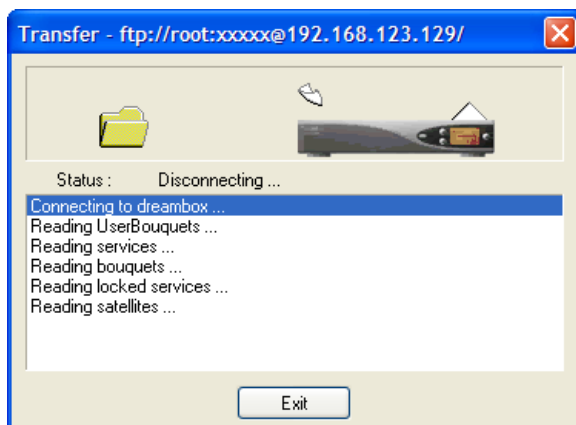 Transfer - ftp://root:xxxxx@192.168.123.129/
Status : Disconnecting ...
Connecting to dreambox ...
Reading UserBouquets ...
Reading services ...
Reading bouquets ...
Reading locked services ...
Reading satellites ...
Exit